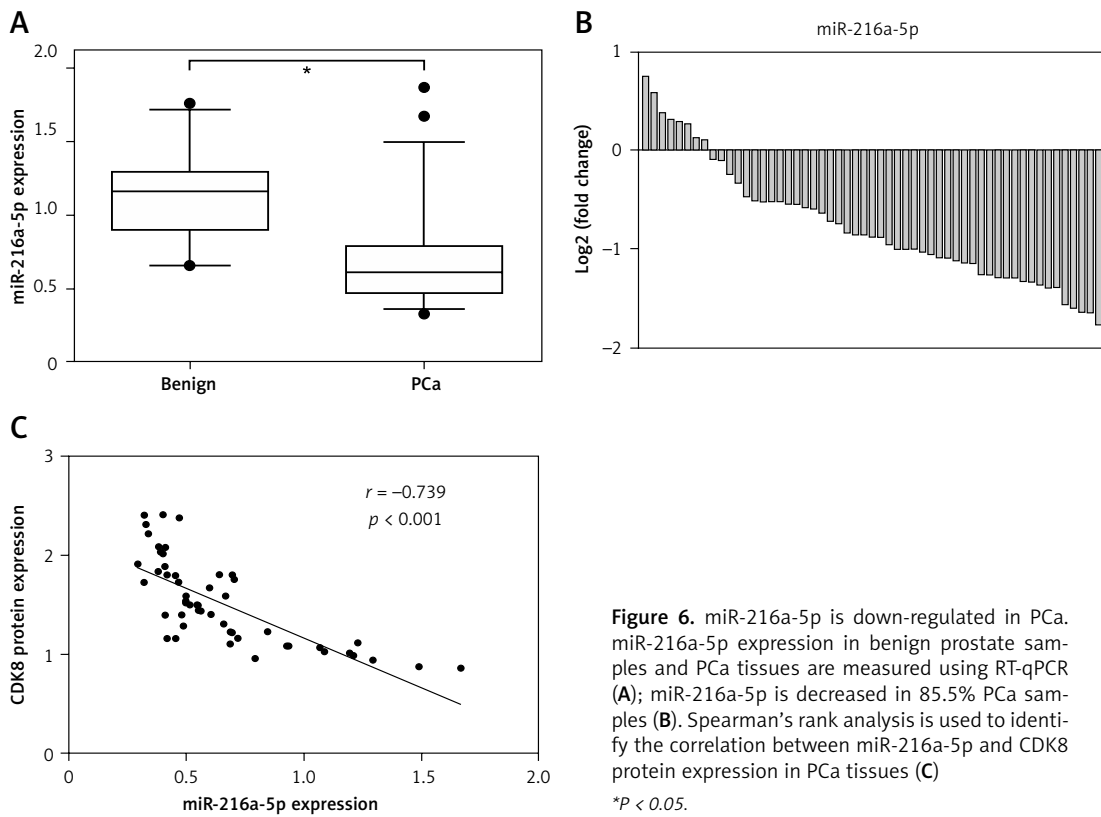 A
2.0
1.5
1.0
0.5
0
miR-216a-5p expression
*
Benign
PCa
B
miR-216a-5p
1
0
−1
−2
Log2 (fold change)
C
3
2
1
0
CDK8 protein expression
r = −0.739
p < 0.001
0
0.5
1.0
1.5
2.0
miR-216a-5p expression
Figure 6. miR-216a-5p is down-regulated in PCa.
miR-216a-5p expression in benign prostate sam-
ples and PCa tissues are measured using RT-qPCR
(A); miR-216a-5p is decreased in 85.5% PCa sam-
ples (B). Spearman's rank analysis is used to identi-
fy the correlation between miR-216a-5p and CDK8
protein expression in PCa tissues (C)
*P < 0.05.